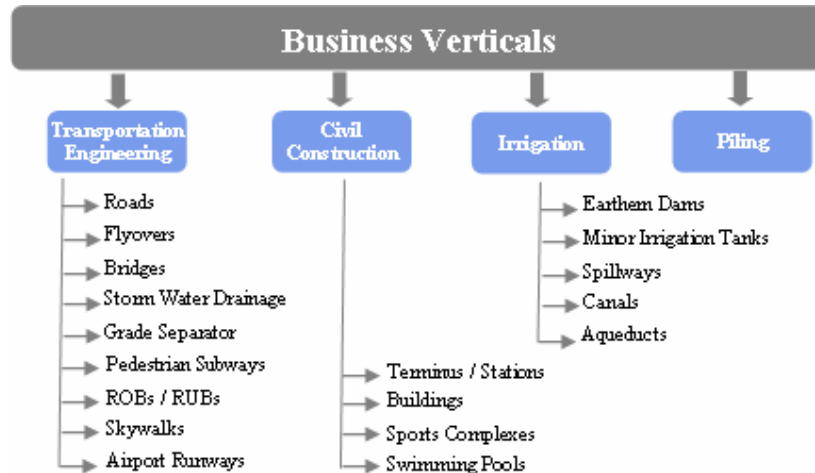 Business Verticals
Transportation
Engineering
Civil
Construction
Irrigation
Piling
Roads
Flyovers
Bridges
Storm Water Drainage
Grade Separator
Pedestrian Subways
ROBs / RUBs
Skywalks
Airport Runways
Terminus / Stations
Buildings
Sports Complexes
Swimming Pools
Earthern Dams
Minor Irrigation Tanks
Spillways
Canals
Aqueducts